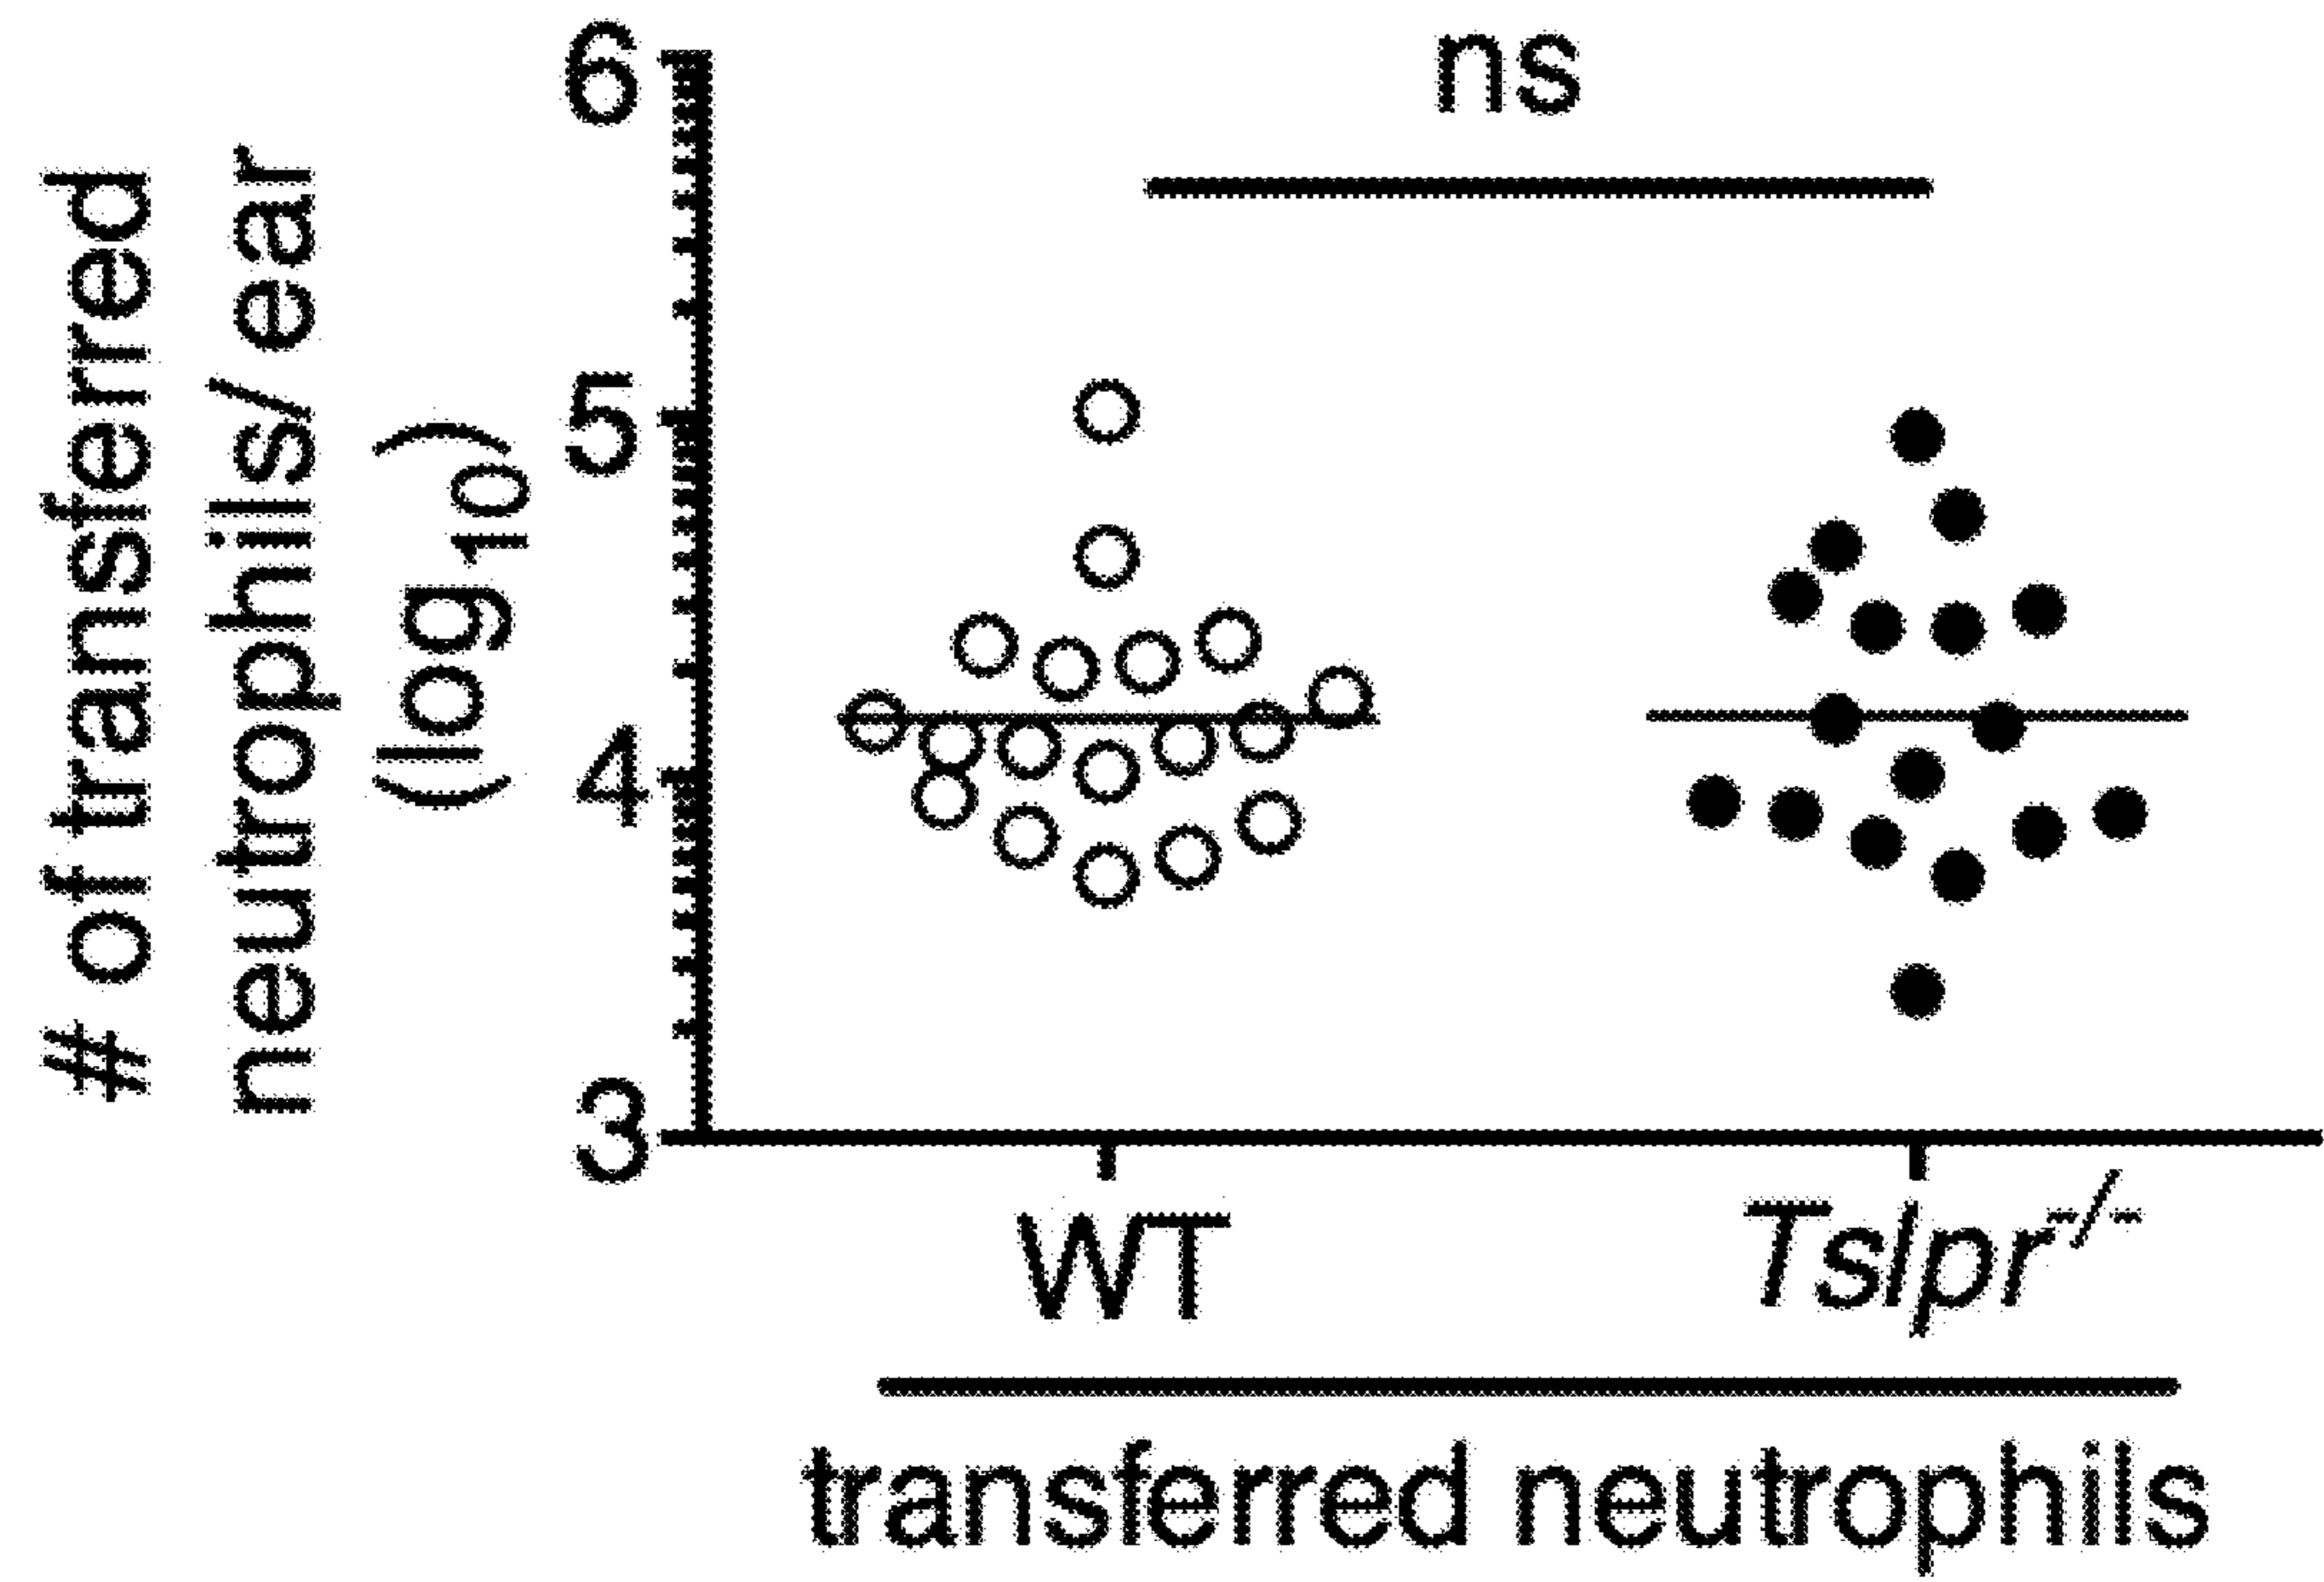 # of transferred
neutrophils/ ear
(log10)
6
5
4
3
ns
WT
Tslpr-/-
transferred neutrophils